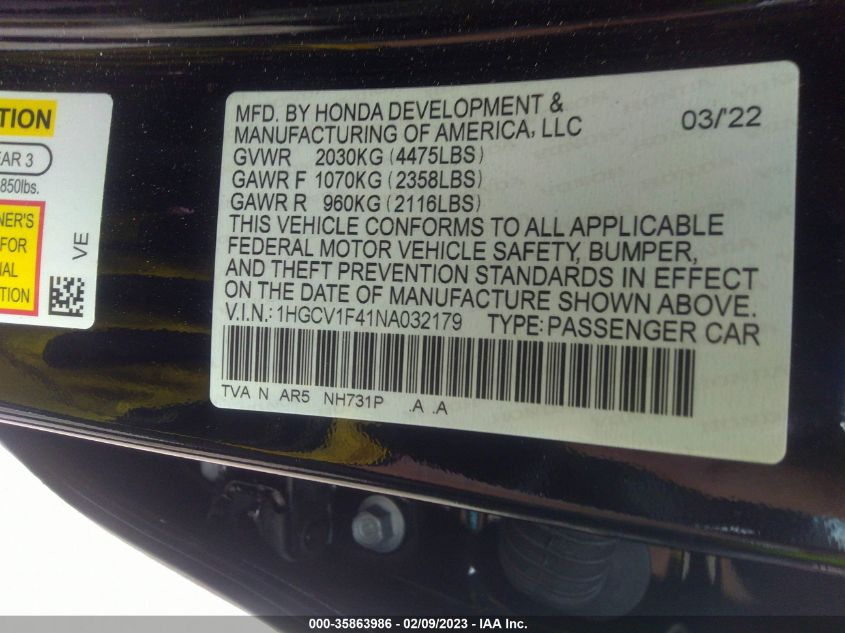 TION
EAR 3
850lbs.
NER'S
FOR
NAL
TION
VE
MFD. BY HONDA DEVELOPMENT &
MANUFACTURING OF AMERICA, LLC 03/'22
GVWR 2030KG (4475LBS)
GAWR F 1070KG (2358LBS)
GAWR R 960KG (2116LBS)
THIS VEHICLE CONFORMS TO ALL APPLICABLE
FEDERAL MOTOR VEHICLE SAFETY, BUMPER,
AND THEFT PREVENTION STANDARDS IN EFFECT
ON THE DATE OF MANUFACTURE SHOWN ABOVE.
V.I.N.: 1HGCV1F41NA032179 TYPE: PASSENGER CAR
TVA N AR5 NH731P .A .A
000-35863986 - 02/09/2023 - IAA Inc.